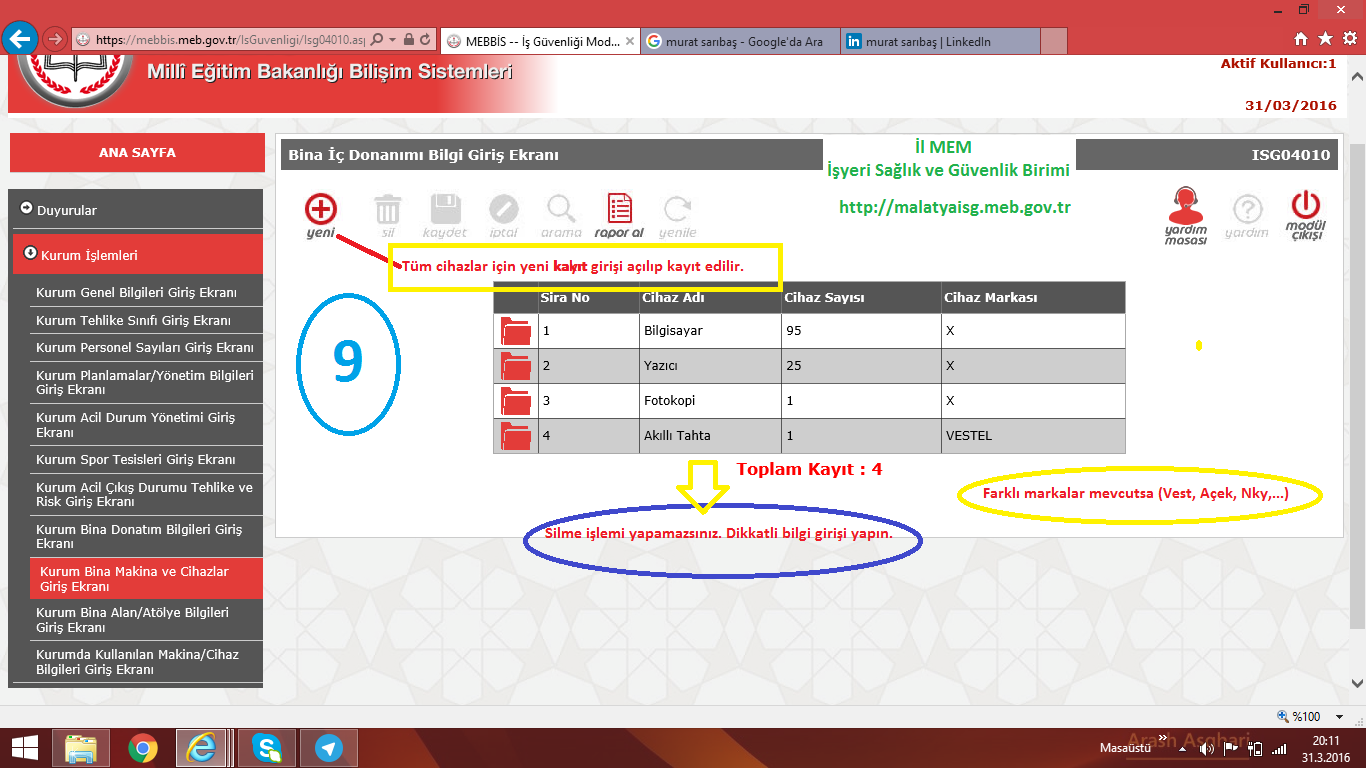 https://mebbis.meb.gov.tr/IsGuvenligi/Isg04010.asp
MEBBİS -- İş Güvenliği Mod...
murat sarıbaş - Google'da Ara
murat sarıbaş | LinkedIn
Millî Eğitim Bakanlığı Bilişim Sistemleri
Aktif Kullanıcı:1
31/03/2016
ANA SAYFA
Duyurular
Kurum İşlemleri
Kurum Genel Bilgileri Giriş Ekranı
Kurum Tehlike Sınıfı Giriş Ekranı
Kurum Personel Sayıları Giriş Ekranı
Kurum Planlamalar/Yönetim Bilgileri
Giriş Ekranı
Kurum Acil Durum Yönetimi Giriş
Ekranı
Kurum Spor Tesisleri Giriş Ekranı
Kurum Acil Çıkış Durumu Tehlike ve
Risk Giriş Ekranı
Kurum Bina Donatım Bilgileri Giriş
Ekranı
Kurum Bina Makina ve Cihazlar
Giriş Ekranı
Kurum Bina Alan/Atölye Bilgileri
Giriş Ekranı
Kurumda Kullanılan Makina/Cihaz
Bilgileri Giriş Ekranı
Bina İç Donanımı Bilgi Giriş Ekranı
İl MEM
İşyeri Sağlık ve Güvenlik Birimi
ISG04010
http://malatyaisg.meb.gov.tr
yeni sil kaydet iptal arama rapor al yenile
yardım masası yardım modül çıkışı
Tüm cihazlar için yeni kalnt girişi açılıp kayıt edilir.
Sira No Cihaz Adı Cihaz Sayısı Cihaz Markası
1 Bilgisayar 95 X
2 Yazıcı 25 X
3 Fotokopi 1 X
4 Akıllı Tahta 1 VESTEL
9
Toplam Kayıt : 4
Farklı markalar mevcutsa (Vest, Açek, Nky,...)
Silme işlemi yapamazsınız. Dikkatli bilgi girişi yapın.
%100
Arash Asghari
Masaüstü
20:11
31.3.2016